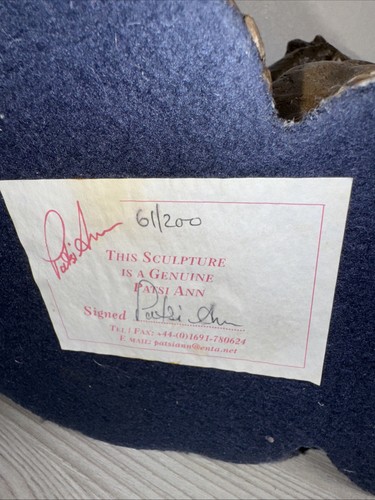 Patsi Ann
61/200
THIS SCULPTURE
IS A GENUINE
PATSI ANN
Signed Patsi Ann
TEL | FAX: +44-(0)1691-780624
E MAIL: patsiann@enta.net